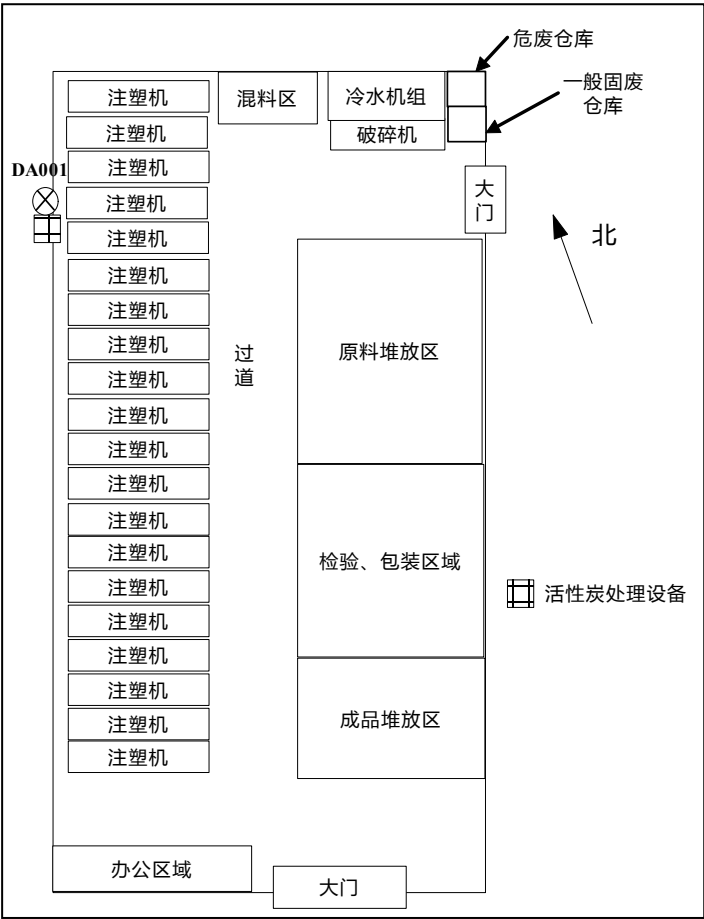 危废仓库
一般固废
仓库
注塑机
混料区
冷水机组
注塑机
破碎机
注塑机
DA001
大
门
注塑机
北
注塑机
注塑机
注塑机
注塑机
过
道
原料堆放区
注塑机
注塑机
注塑机
注塑机
注塑机
注塑机
检验、包装区域
注塑机
活性炭处理设备
注塑机
注塑机
注塑机
注塑机
成品堆放区
注塑机
办公区域
大门